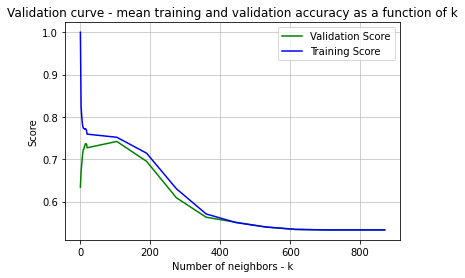 Validation curve - mean training and validation accuracy as a function of k
Validation Score
Training Score
1.0
0.9
0.8
0.7
0.6
Score
0 200 400 600 800
Number of neighbors - k